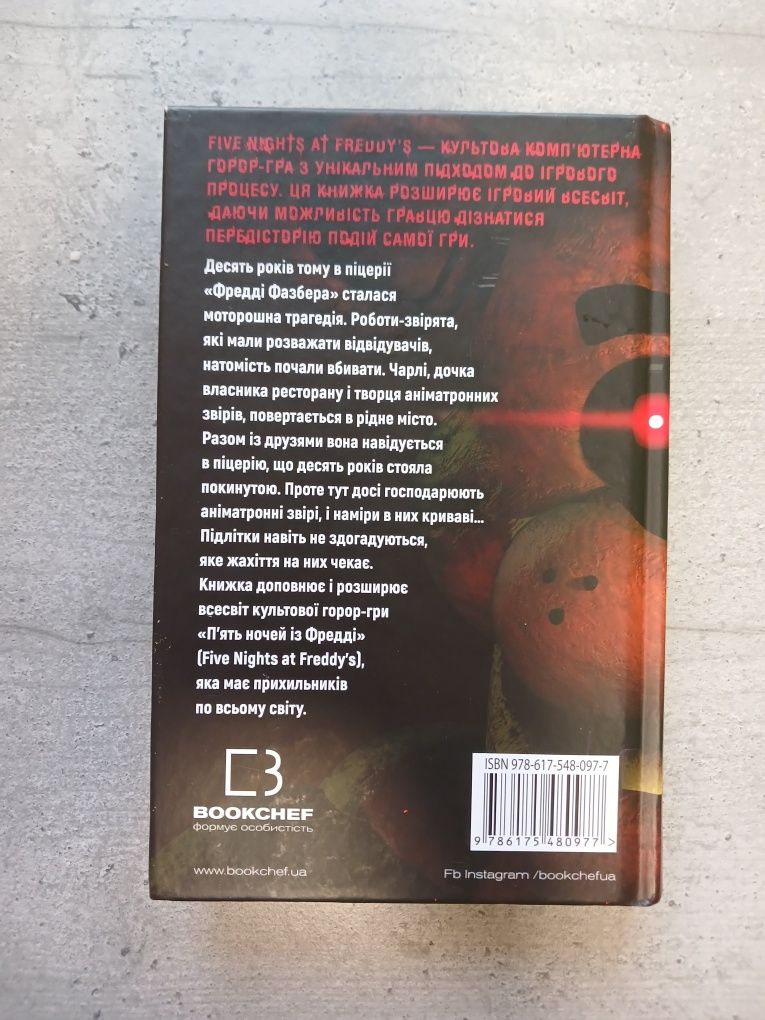 FIVE NIGHTS AT FREDDY'S — КУЛЬТОВА КОМП'ЮТЕРНА
ГОРОР-ГРА З УНІКАЛЬНИМ ПІДХОДОМ ДО ІГРОВОГО
ПРОЦЕСУ. ЦЯ КНИЖКА РОЗШИРЮЄ ІГРОВИЙ ВСЕСВІТ,
ДАЮЧИ МОЖЛИВІСТЬ ГРАВЦЮ ДІЗНАТИСЯ
ПЕРЕДІСТОРІЮ ПОДІЙ САМОЇ ГРИ.
Десять років тому в піцерії
«Фредді Фазбера» сталася
моторошна трагедія. Роботи-звірята,
які мали розважати відвідувачів,
натомість почали вбивати. Чарлі, дочка
власника ресторану і творця аніматронних
звірів, повертається в рідне місто.
Разом із друзями вона навідується
в піцерію, що десять років стояла
покинутою. Проте тут досі господарюють
аніматронні звірі, і наміри в них криваві...
Підлітки навіть не здогадуються,
яке жахіття на них чекає.
Книжка доповнює і розширює
всесвіт культової горор-гри
«П'ять ночей із Фредді»
(Five Nights at Freddy's),
яка має прихильників
по всьому світу.
BOOKCHEF
формує особистість
www.bookchef.ua
ISBN 978-617-548-097-7
9 786175 480977 >
Fb Instagram /bookchefua